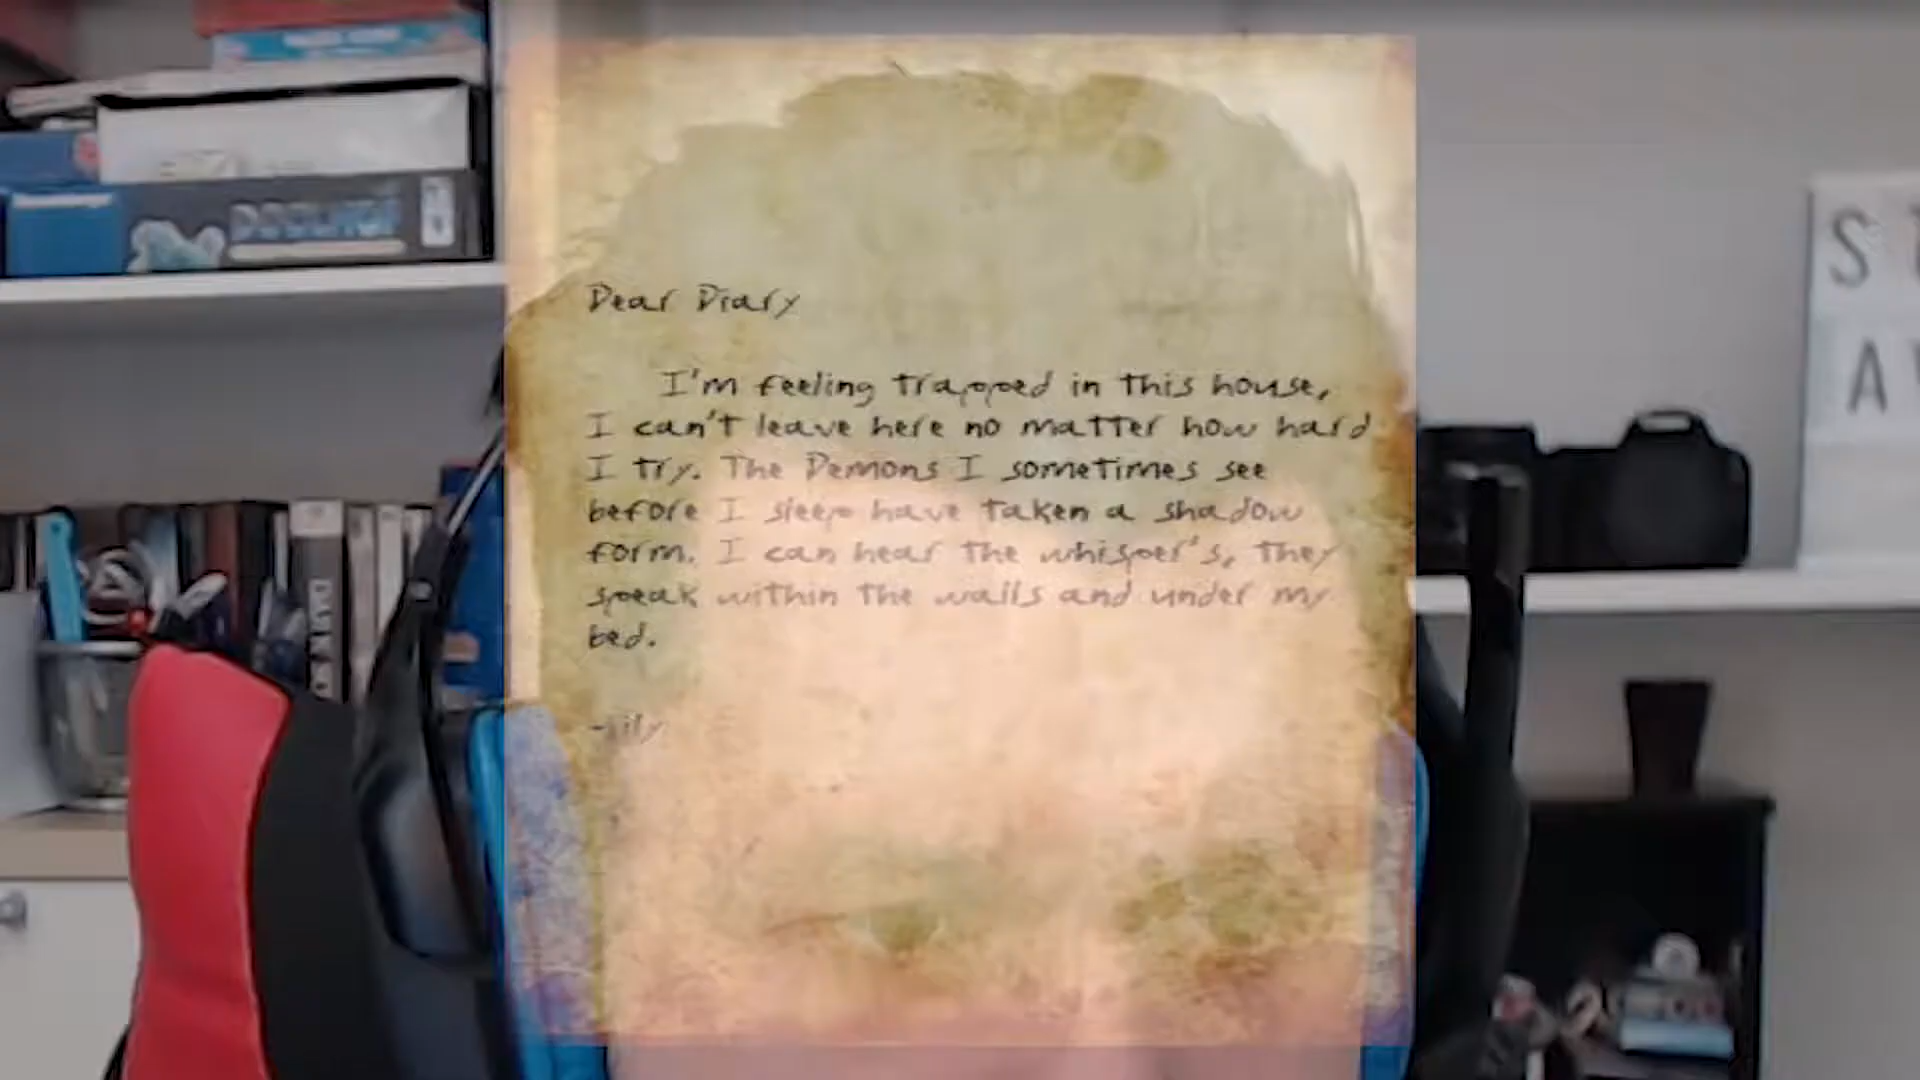 Dear Diary
I'm feeling trapped in this house,
I can't leave here no matter how hard
I try. The Demons I sometimes see
before I sleep have taken a shadow
form. I can hear the whisper's, they
speak within the walls and under my
bed.
-Lily
S
A